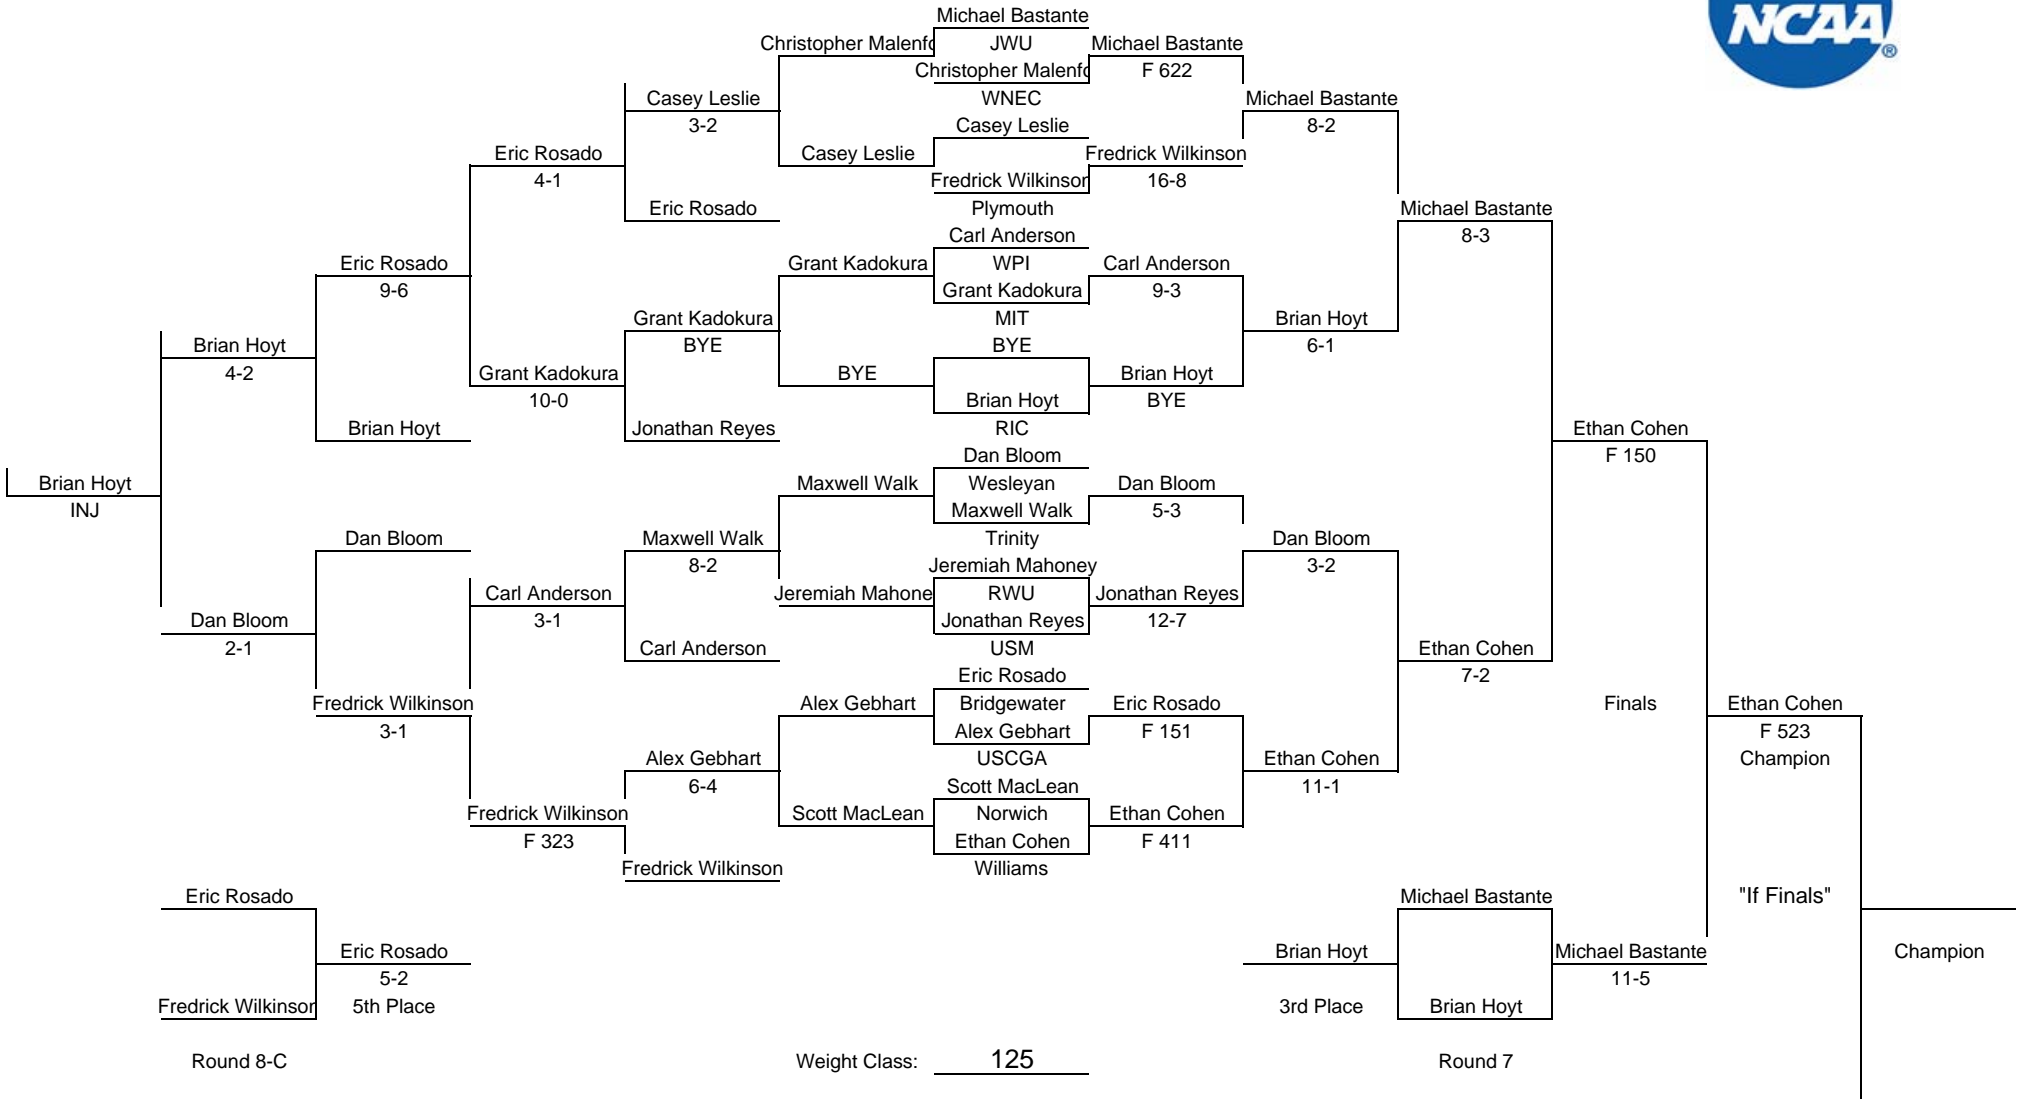 NCAA
®
Michael Bastante
Christopher Malenfo JWU Michael Bastante
Christopher Malenfo F 622
Casey Leslie WNEC Michael Bastante
3-2 Casey Leslie 8-2
Eric Rosado Casey Leslie Fredrick Wilkinson
4-1 Fredrick Wilkinson 16-8
Eric Rosado Plymouth Michael Bastante
Carl Anderson 8-3
Eric Rosado Grant Kadokura WPI Carl Anderson
9-6 Grant Kadokura 9-3
Grant Kadokura MIT Brian Hoyt
Brian Hoyt BYE BYE 6-1
4-2 Grant Kadokura BYE Brian Hoyt
10-0 Brian Hoyt BYE
Brian Hoyt Jonathan Reyes RIC Ethan Cohen
Dan Bloom F 150
Brian Hoyt Maxwell Walk Wesleyan Dan Bloom
INJ Maxwell Walk 5-3
Dan Bloom Maxwell Walk Trinity Dan Bloom
8-2 Jeremiah Mahoney 3-2
Carl Anderson Jeremiah Mahone RWU Jonathan Reyes
Dan Bloom 3-1 Jonathan Reyes 12-7
2-1 Carl Anderson USM Ethan Cohen
Eric Rosado 7-2
Fredrick Wilkinson Alex Gebhart Bridgewater Eric Rosado Finals Ethan Cohen
3-1 Alex Gebhart F 151 F 523
Alex Gebhart USCGA Ethan Cohen Champion
6-4 Scott MacLean 11-1
Fredrick Wilkinson Scott MacLean Norwich Ethan Cohen
F 323 Ethan Cohen F 411
Fredrick Wilkinson Williams
Eric Rosado Michael Bastante "If Finals"
Eric Rosado Brian Hoyt Michael Bastante Champion
5-2 11-5
Fredrick Wilkinson 5th Place 3rd Place Brian Hoyt
Round 8-C Weight Class: 125 Round 7